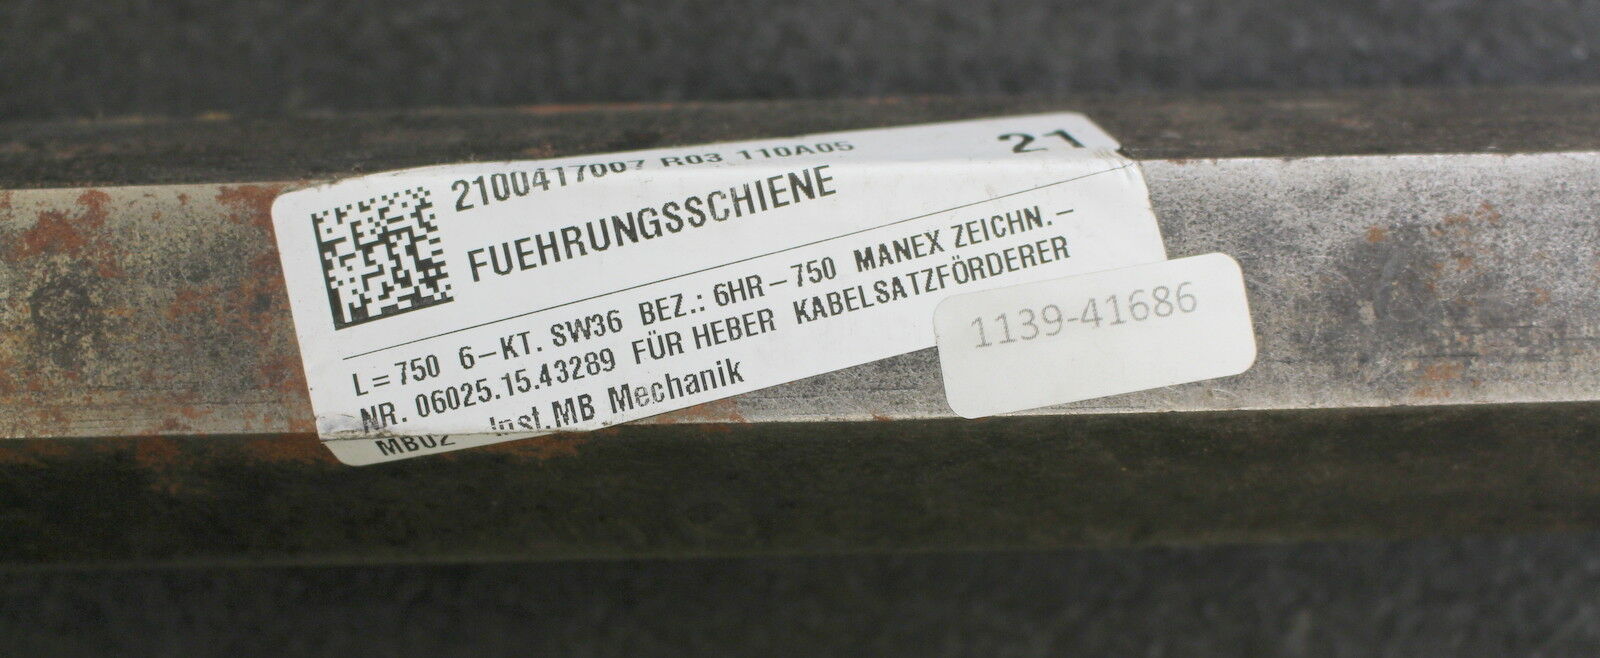 2100417007 R03 110A05 21
FUEHRUNGSSCHIENE
L=750 6-KT. SW36 BEZ.: 6HR-750 MANEX ZEICHN.-
NR. 06025.15.43289 FÜR HEBER KABELSATZFÖRDERER
MB02 Inst.MB Mechanik
1139-41686